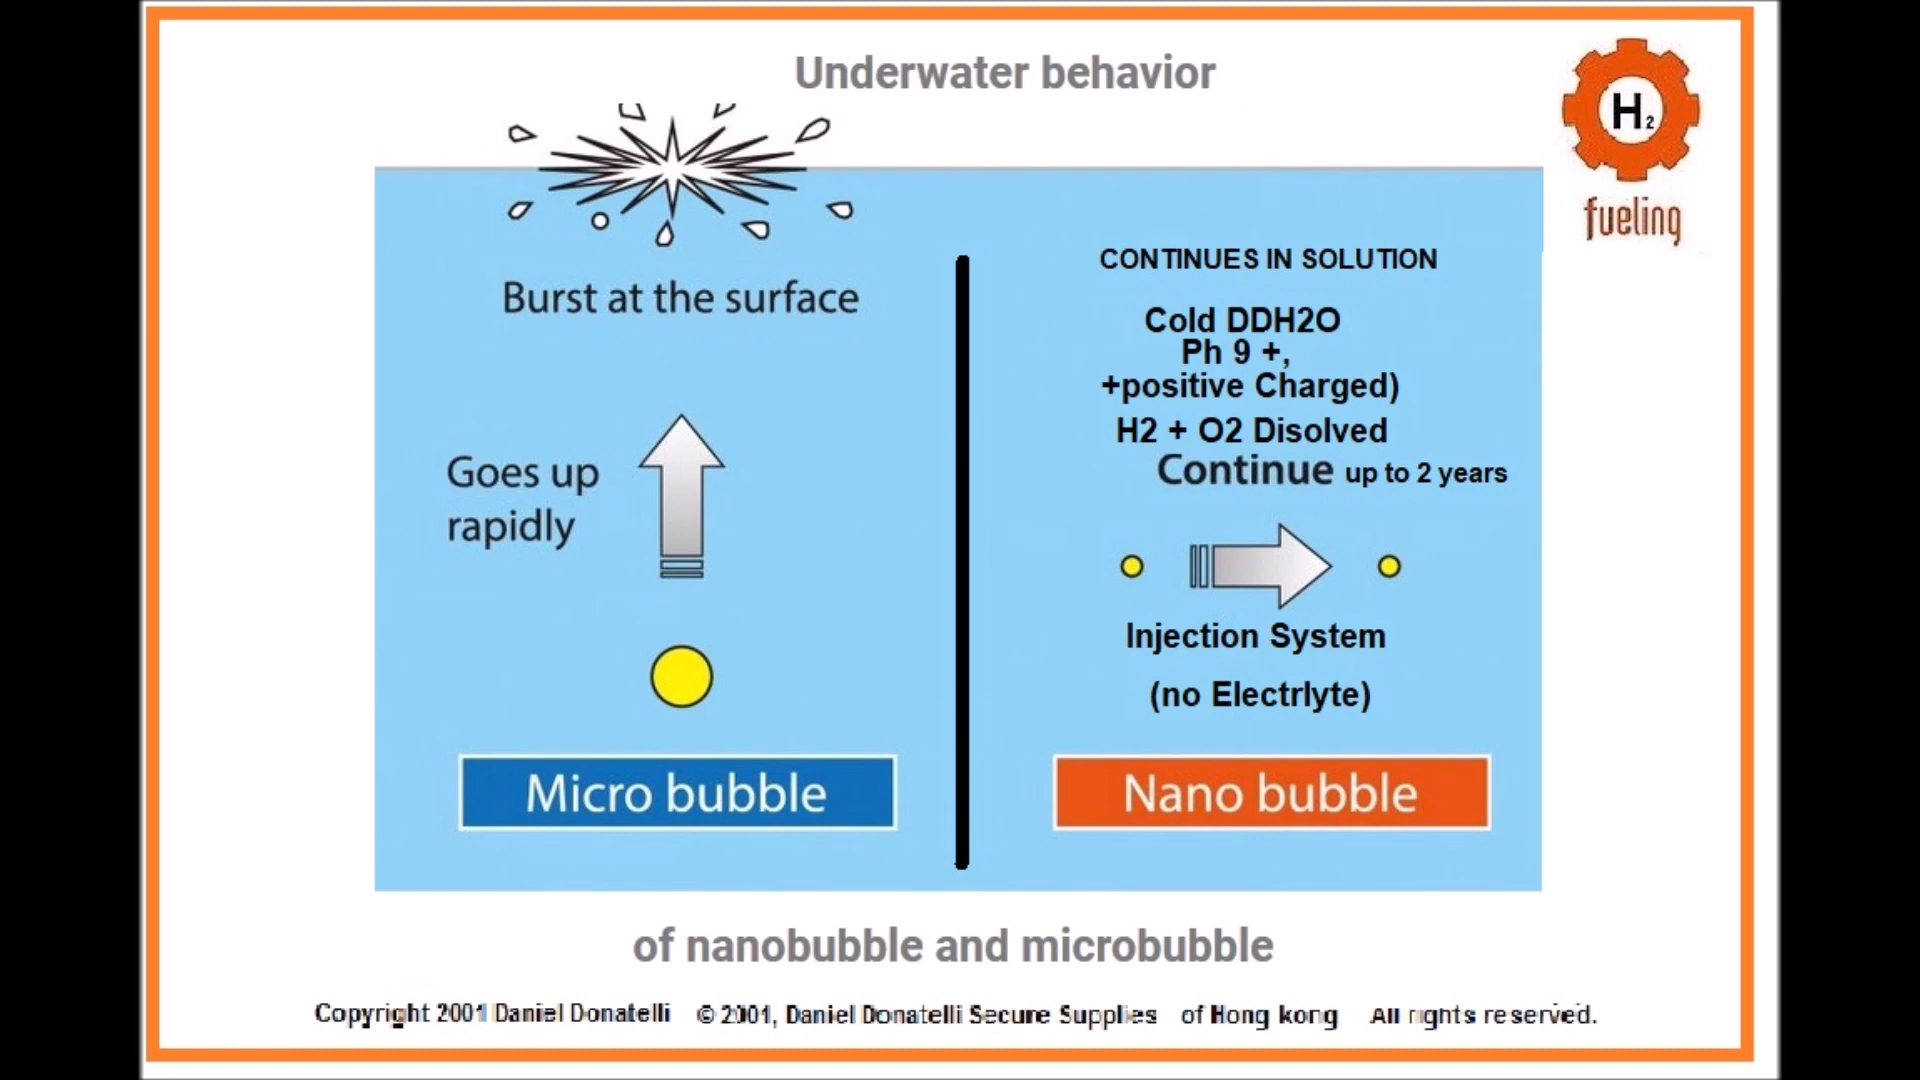 Underwater behavior
H2
fueling
Burst at the surface
Goes up
rapidly
Micro bubble
CONTINUES IN SOLUTION
Cold DDH2O
Ph 9 +,
+positive Charged)
H2 + O2 Disolved
Continue up to 2 years
Injection System
(no Electrlyte)
Nano bubble
of nanobubble and microbubble
Copyright 2001 Daniel Donatelli © 2001, Daniel Donatelli Secure Supplies of Hong kong All rights reserved.